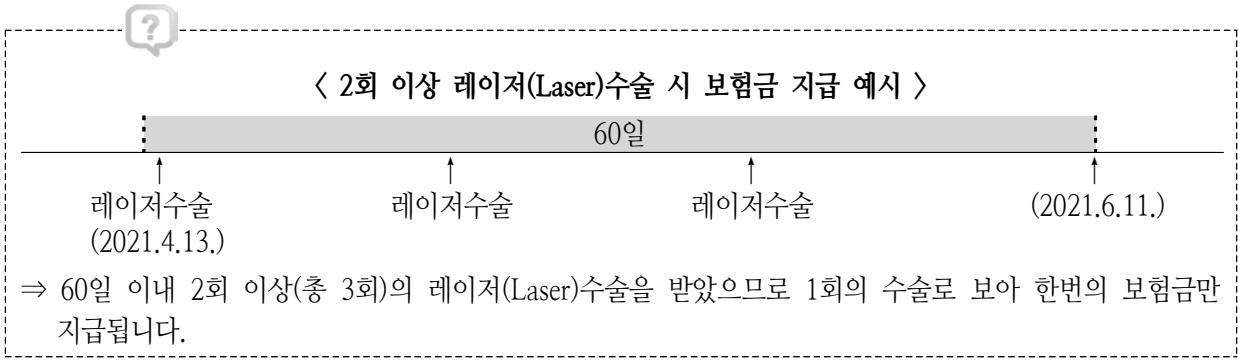 ?
〈 2회 이상 레이저(Laser)수술 시 보험금 지급 예시 〉
60일
레이저수술 레이저수술 레이저수술 (2021.6.11.)
(2021.4.13.)
⇒ 60일 이내 2회 이상(총 3회)의 레이저(Laser)수술을 받았으므로 1회의 수술로 보아 한번의 보험금만
지급됩니다.